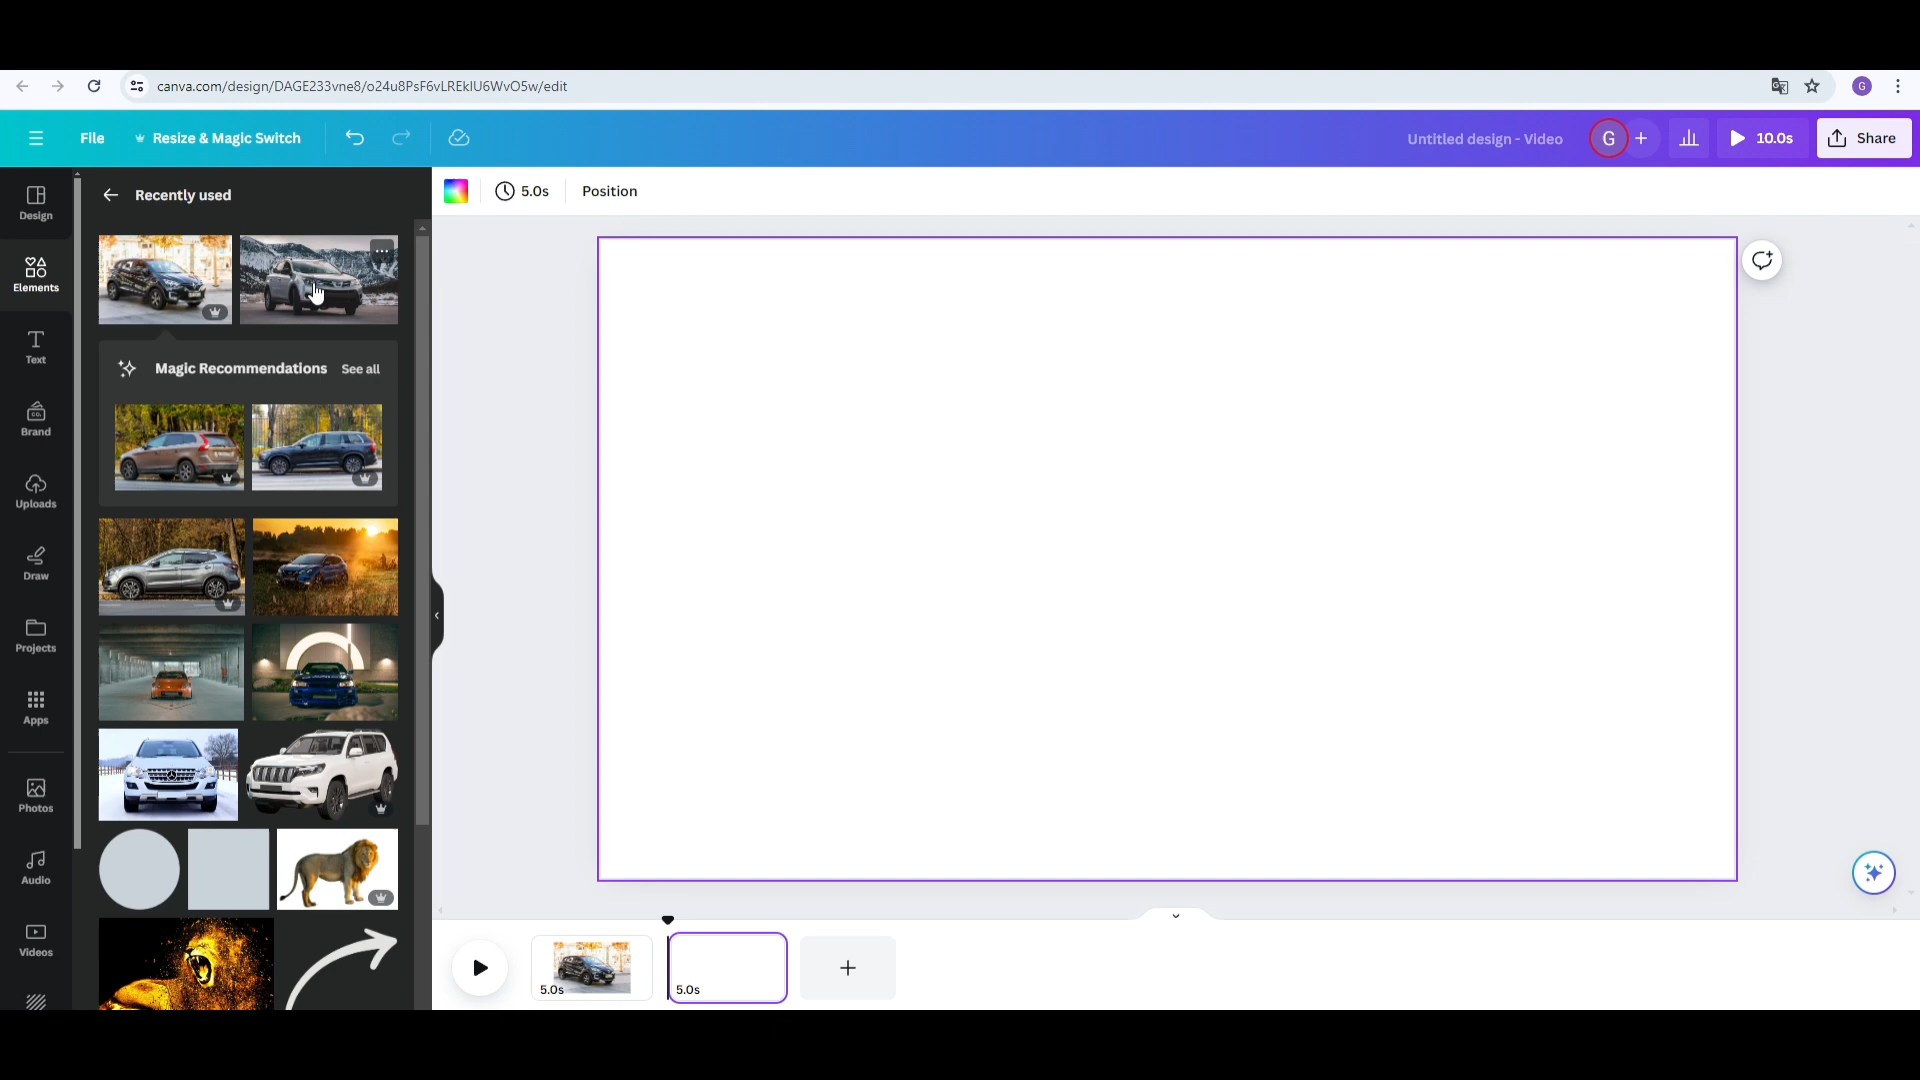 canva.com/design/DAGE233vne8/o24u8PsF6vLREkIU6WvO5w/edit
G
File
Resize & Magic Switch
Untitled design - Video
G
10.0s
Share
Design
Elements
Text
Brand
Uploads
Draw
Projects
Apps
Photos
Audio
Videos
Recently used
Magic Recommendations
See all
5.0s
Position
5.0s
5.0s